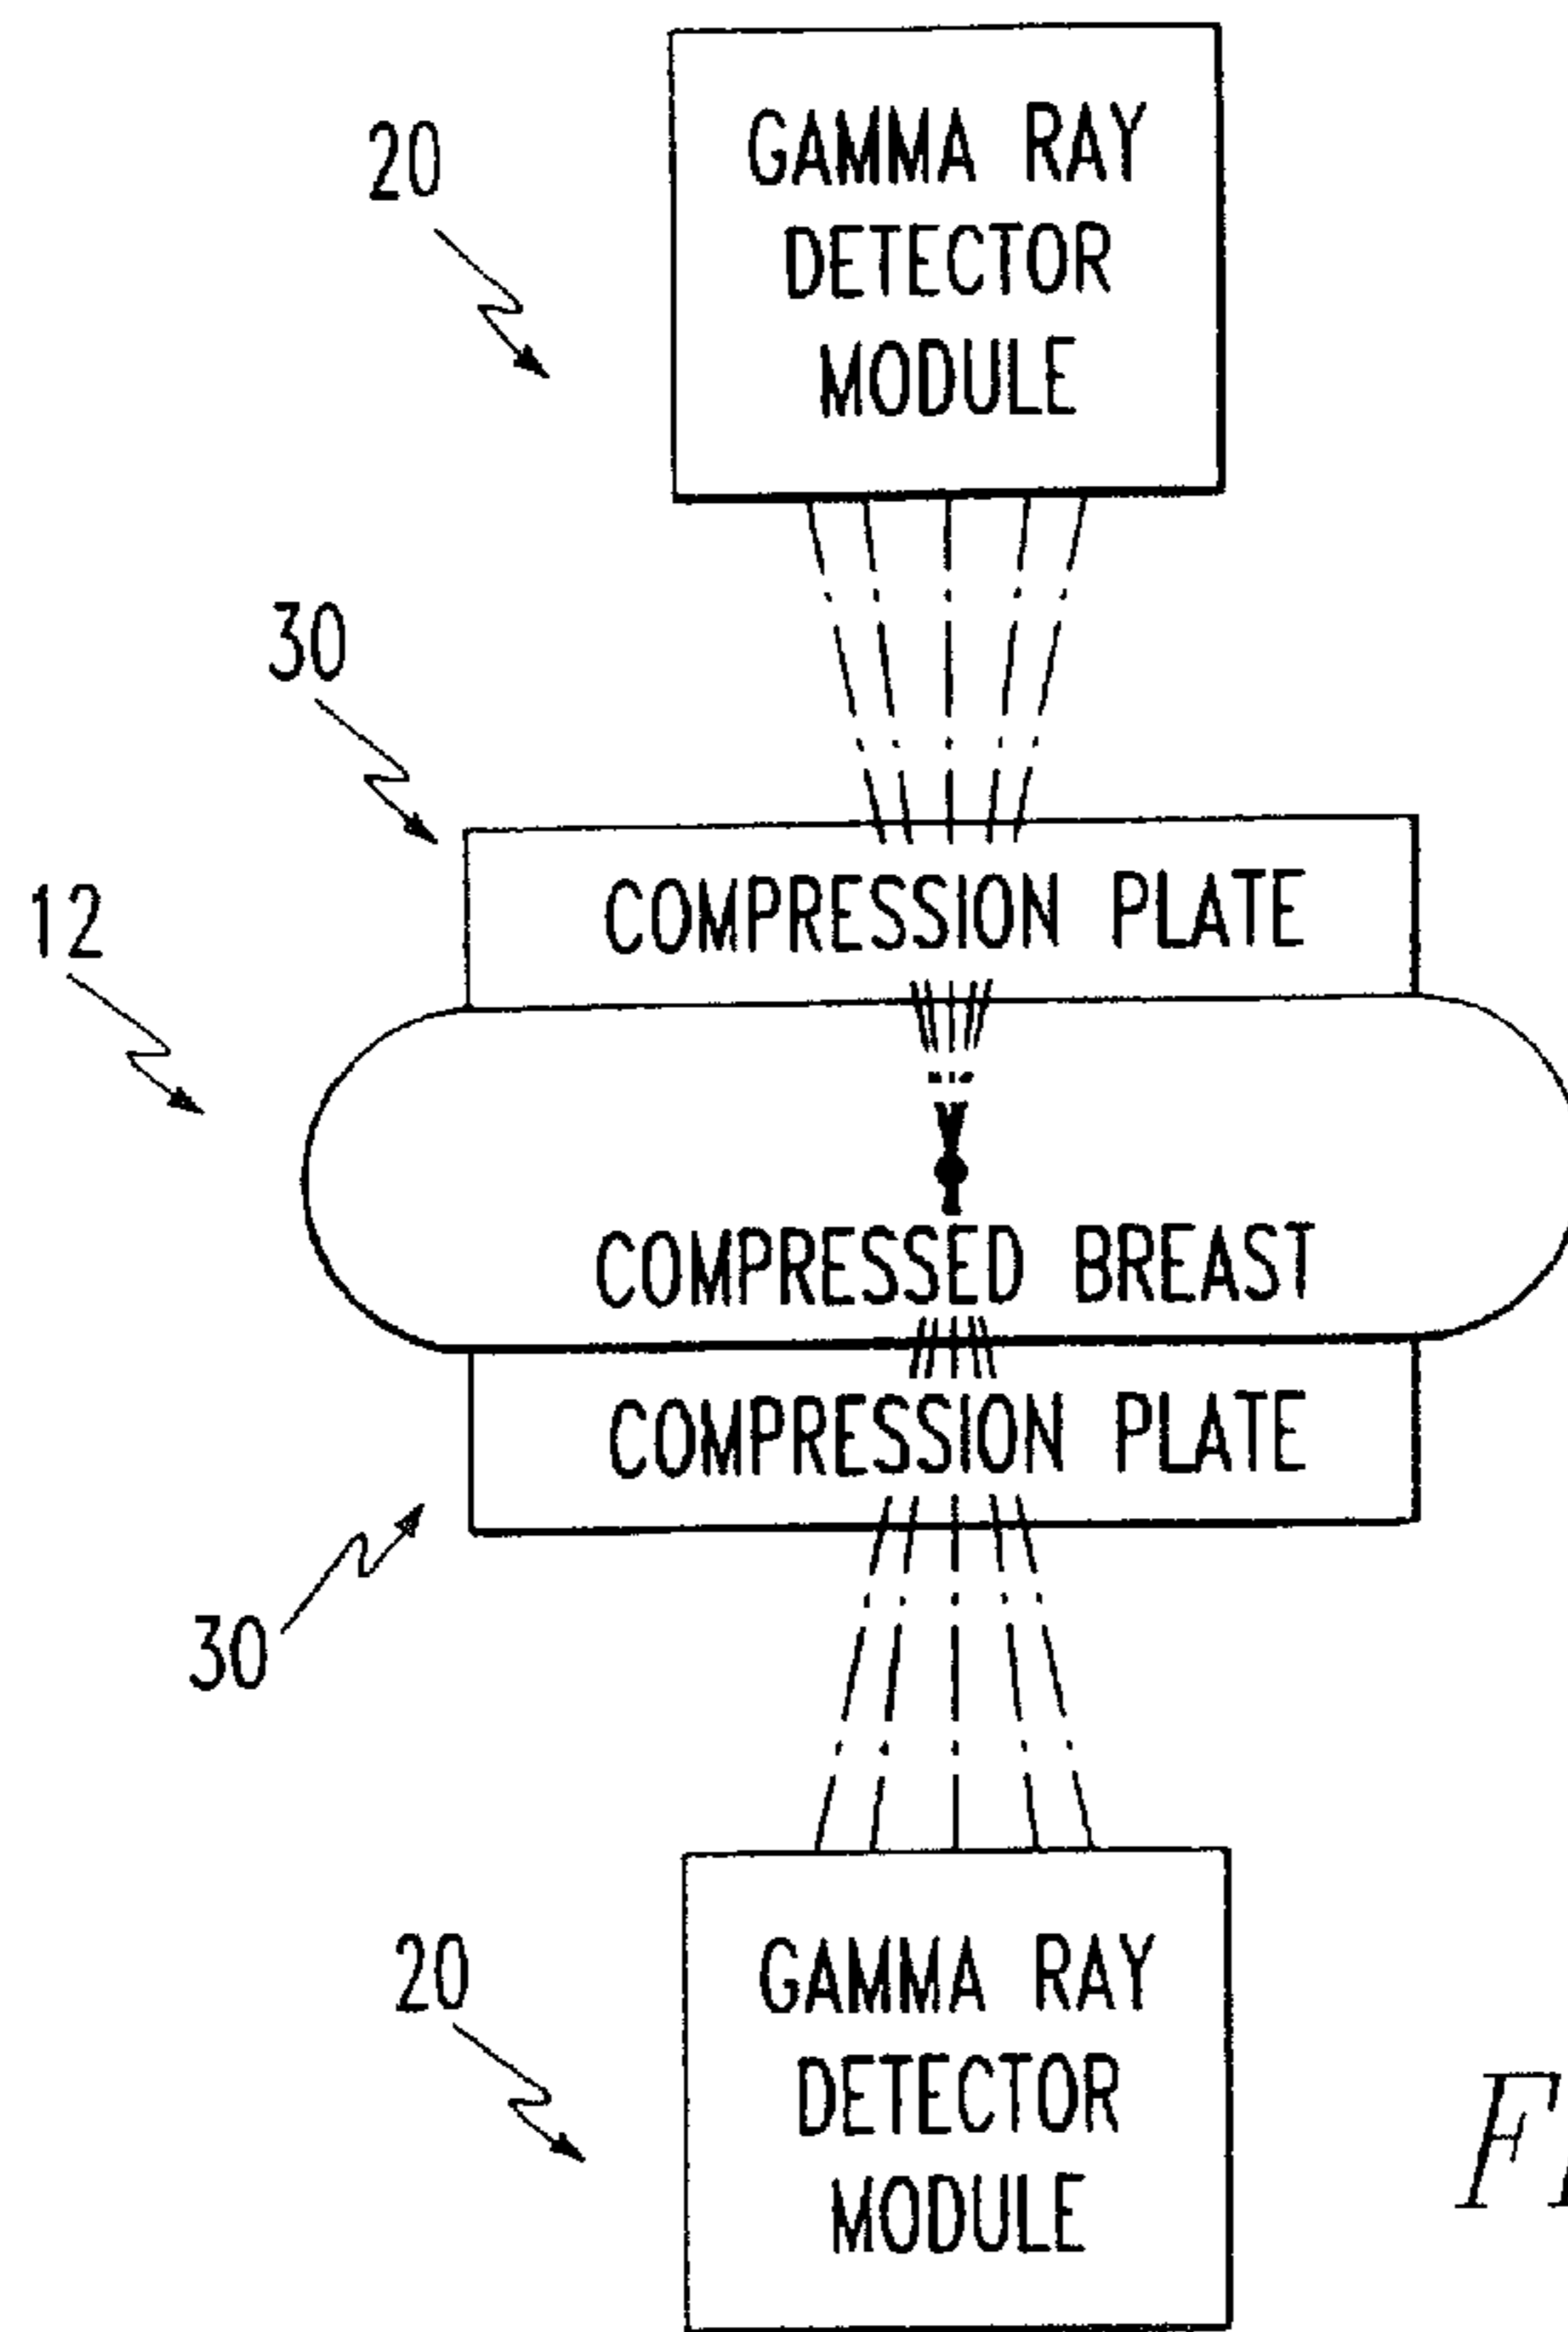 20
GAMMA RAY
DETECTOR
MODULE
30
COMPRESSION PLATE
12
COMPRESSED BREAST
COMPRESSION PLATE
30
20
GAMMA RAY
DETECTOR
MODULE